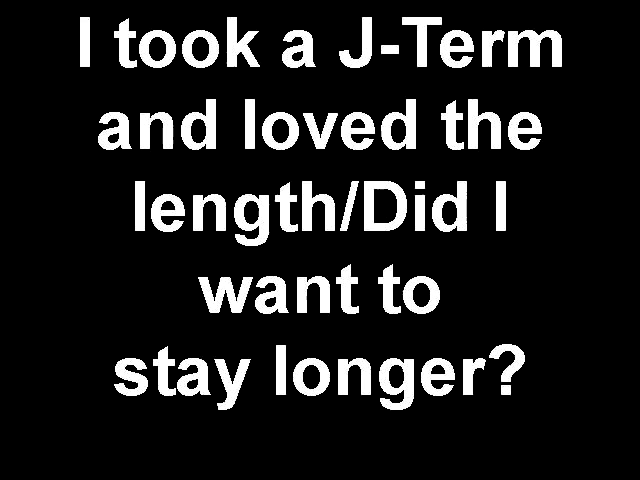 I took a J-Term
and loved the
length/Did I
want to
stay longer?